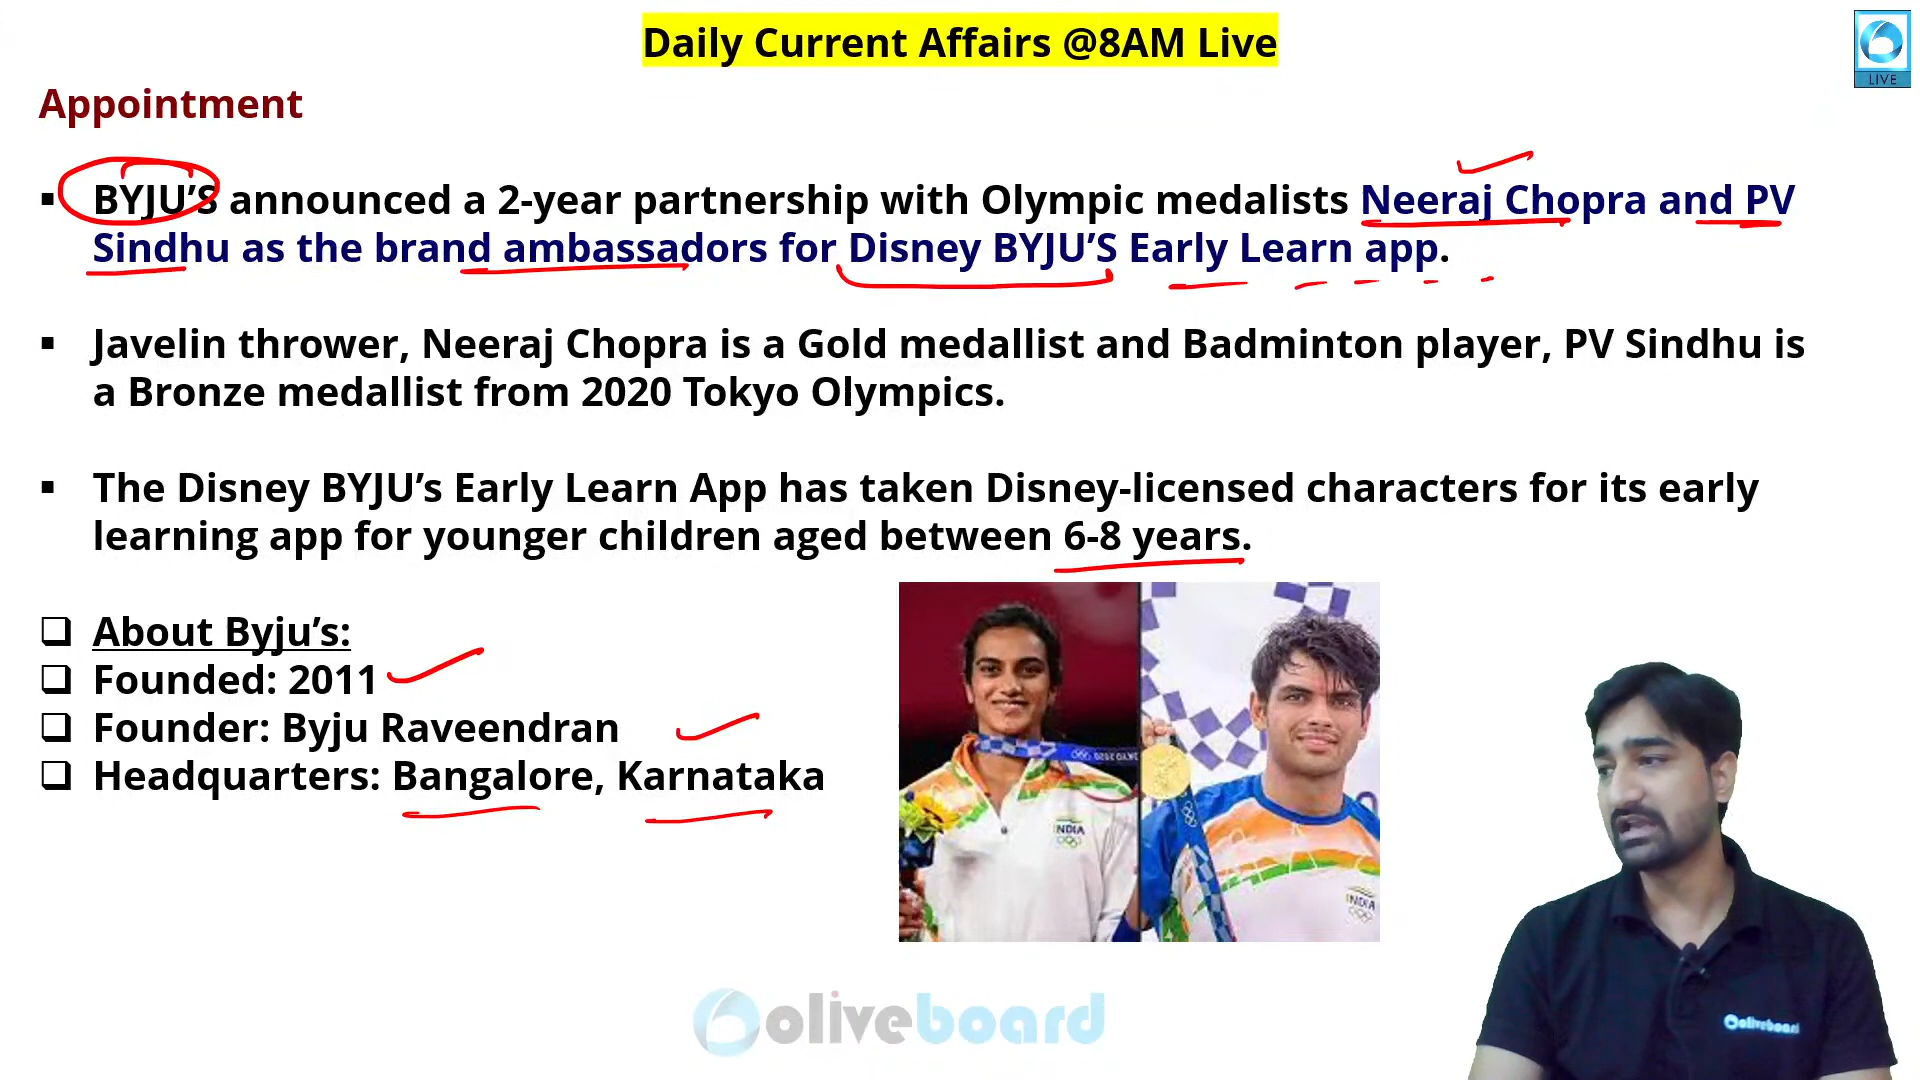 Daily Current Affairs @8AM Live
LIVE
Appointment
▪ BYJU’S announced a 2-year partnership with Olympic medalists Neeraj Chopra and PV
Sindhu as the brand ambassadors for Disney BYJU’S Early Learn app.
▪ Javelin thrower, Neeraj Chopra is a Gold medallist and Badminton player, PV Sindhu is
a Bronze medallist from 2020 Tokyo Olympics.
▪ The Disney BYJU’s Early Learn App has taken Disney-licensed characters for its early
learning app for younger children aged between 6-8 years.
❑ About Byju’s:
❑ Founded: 2011
❑ Founder: Byju Raveendran
❑ Headquarters: Bangalore, Karnataka
INDIA
INDIA
oliveboard
oliveboard